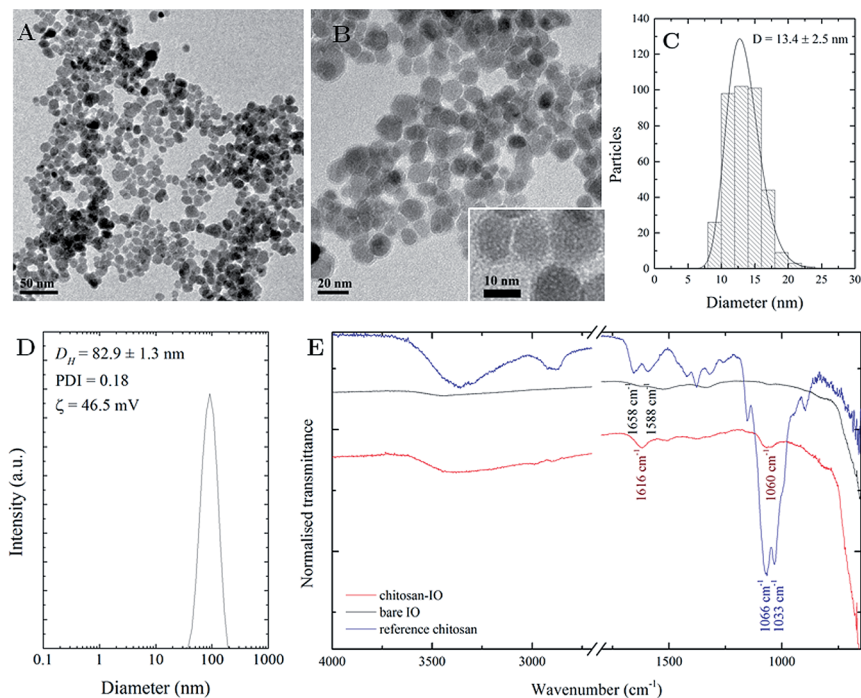 A
50 nm
B
20 nm
10 nm
C
D = 13.4 ± 2.5 nm
140
120
100
80
60
40
20
0
Particles
0 5 10 15 20 25 30
Diameter (nm)
D
D_H = 82.9 ± 1.3 nm
PDI = 0.18
ζ = 46.5 mV
Intensity (a.u.)
0.1 1 10 100 1000
Diameter (nm)
E
Normalised transmittance
1658 cm⁻¹
1588 cm⁻¹
1616 cm⁻¹
1060 cm⁻¹
1066 cm⁻¹
1033 cm⁻¹
chitosan-IO
bare IO
reference chitosan
4000 3500 3000 1500 1000
Wavenumber (cm⁻¹)